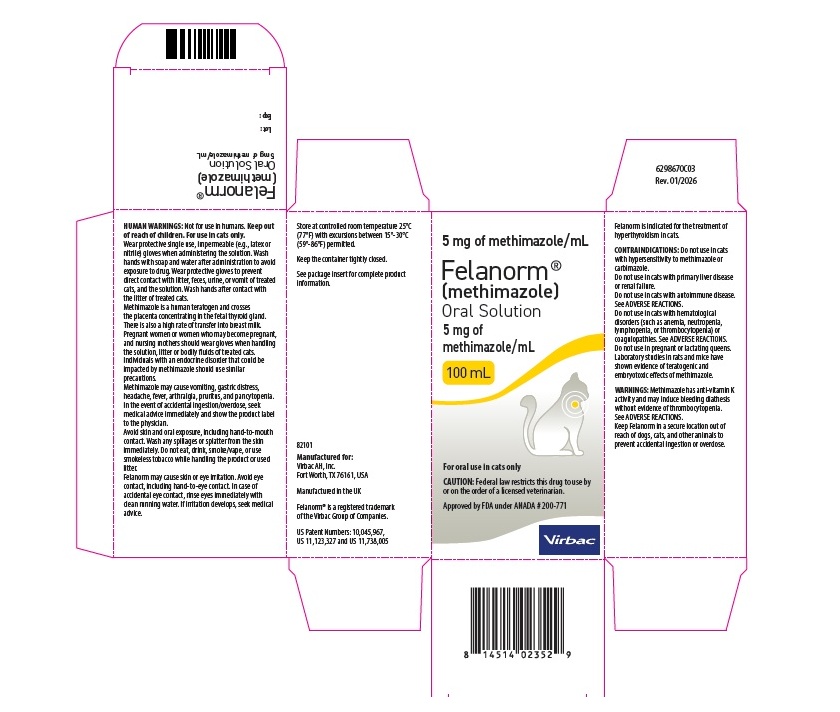 Exp:
Lot:
Felanorm®
(methimazole)
Oral Solution
5 mg of methimazole/mL
HUMAN WARNINGS: Not for use in humans. Keep out
of reach of children. For use in cats only.
Wear protective single use, impermeable (e.g., latex or
nitrile) gloves when administering the solution. Wash
hands with soap and water after administration to avoid
exposure to drug. Wear protective gloves to prevent
direct contact with litter, feces, urine, or vomit of treated
cats, and the solution. Wash hands after contact with
the litter of treated cats.
Methimazole is a human teratogen and crosses
the placenta concentrating in the fetal thyroid gland.
There is also a high rate of transfer into breast milk.
Pregnant women or women who may become pregnant,
and nursing mothers should wear gloves when handling
the solution, litter or bodily fluids of treated cats.
Individuals with an endocrine disorder that could be
impacted by methimazole should use similar
precautions.
Methimazole may cause vomiting, gastric distress,
headache, fever, arthralgia, pruritus, and pancytopenia.
In the event of accidental ingestion/overdose, seek
medical advice immediately and show the product label
to the physician.
Avoid skin and oral exposure, including hand-to-mouth
contact. Wash any spillages or splatter from the skin
immediately. Do not eat, drink, smoke/vape, or use
smokeless tobacco while handling the product or used
litter.
Felanorm may cause skin or eye irritation. Avoid eye
contact, including hand-to-eye contact. In case of
accidental eye contact, rinse eyes immediately with
clean running water. If irritation develops, seek medical
advice.
Store at controlled room temperature 25°C
(77°F) with excursions between 15°-30°C
(59°-86°F) permitted.
Keep the container tightly closed.
See package insert for complete product
information.
82101
Manufactured for:
Virbac AH, Inc.
Fort Worth, TX 76161, USA
Manufactured in the UK
Felanorm® is a registered trademark
of the Virbac Group of Companies.
US Patent Numbers: 10,045,967,
US 11,123,327 and US 11,738,005
5 mg of methimazole/mL
Felanorm®
(methimazole)
Oral Solution
5 mg of
methimazole/mL
100 mL
For oral use in cats only
CAUTION: Federal law restricts this drug to use by
or on the order of a licensed veterinarian.
Approved by FDA under ANADA # 200-771
Virbac
8 14514 02352 9
6298670C03
Rev. 01/2026
Felanorm is indicated for the treatment of
hyperthyroidism in cats.
CONTRAINDICATIONS: Do not use in cats
with hypersensitivity to methimazole or
carbimazole.
Do not use in cats with primary liver disease
or renal failure.
Do not use in cats with autoimmune disease.
See ADVERSE REACTIONS.
Do not use in cats with hematological
disorders (such as anemia, neutropenia,
lymphopenia, or thrombocytopenia) or
coagulopathies. See ADVERSE REACTIONS.
Do not use in pregnant or lactating queens.
Laboratory studies in rats and mice have
shown evidence of teratogenic and
embryotoxic effects of methimazole.
WARNINGS: Methimazole has anti-vitamin K
activity and may induce bleeding diathesis
without evidence of thrombocytopenia.
See ADVERSE REACTIONS.
Keep Felanorm in a secure location out of
reach of dogs, cats, and other animals to
prevent accidental ingestion or overdose.